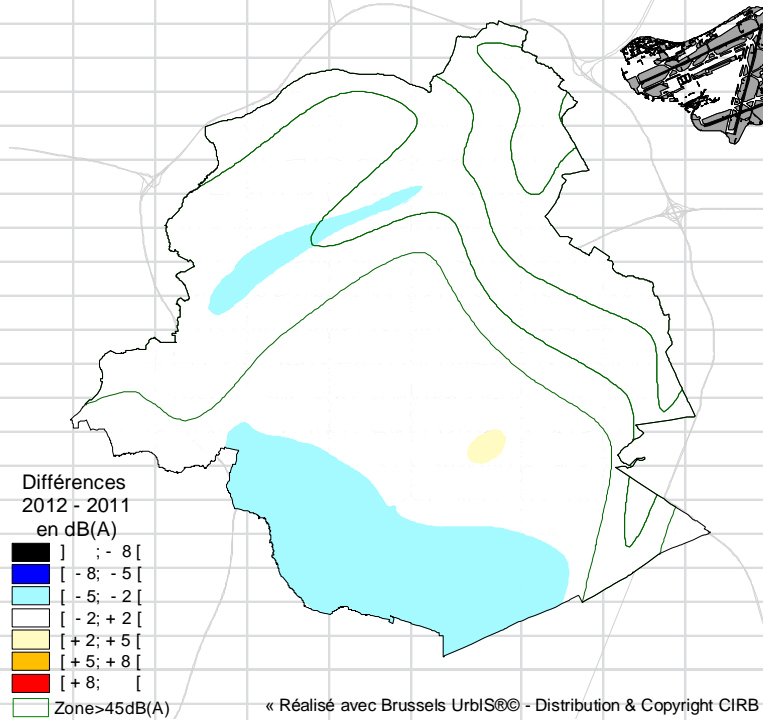 Différences
2012 - 2011
en dB(A)
] ; - 8 [
[ - 8; - 5 [
[ - 5; - 2 [
[ - 2; + 2 [
[ + 2; + 5 [
[ + 5; + 8 [
[ + 8; [
Zone>45dB(A)
« Réalisé avec Brussels UrbIS®© - Distribution & Copyright CIRB